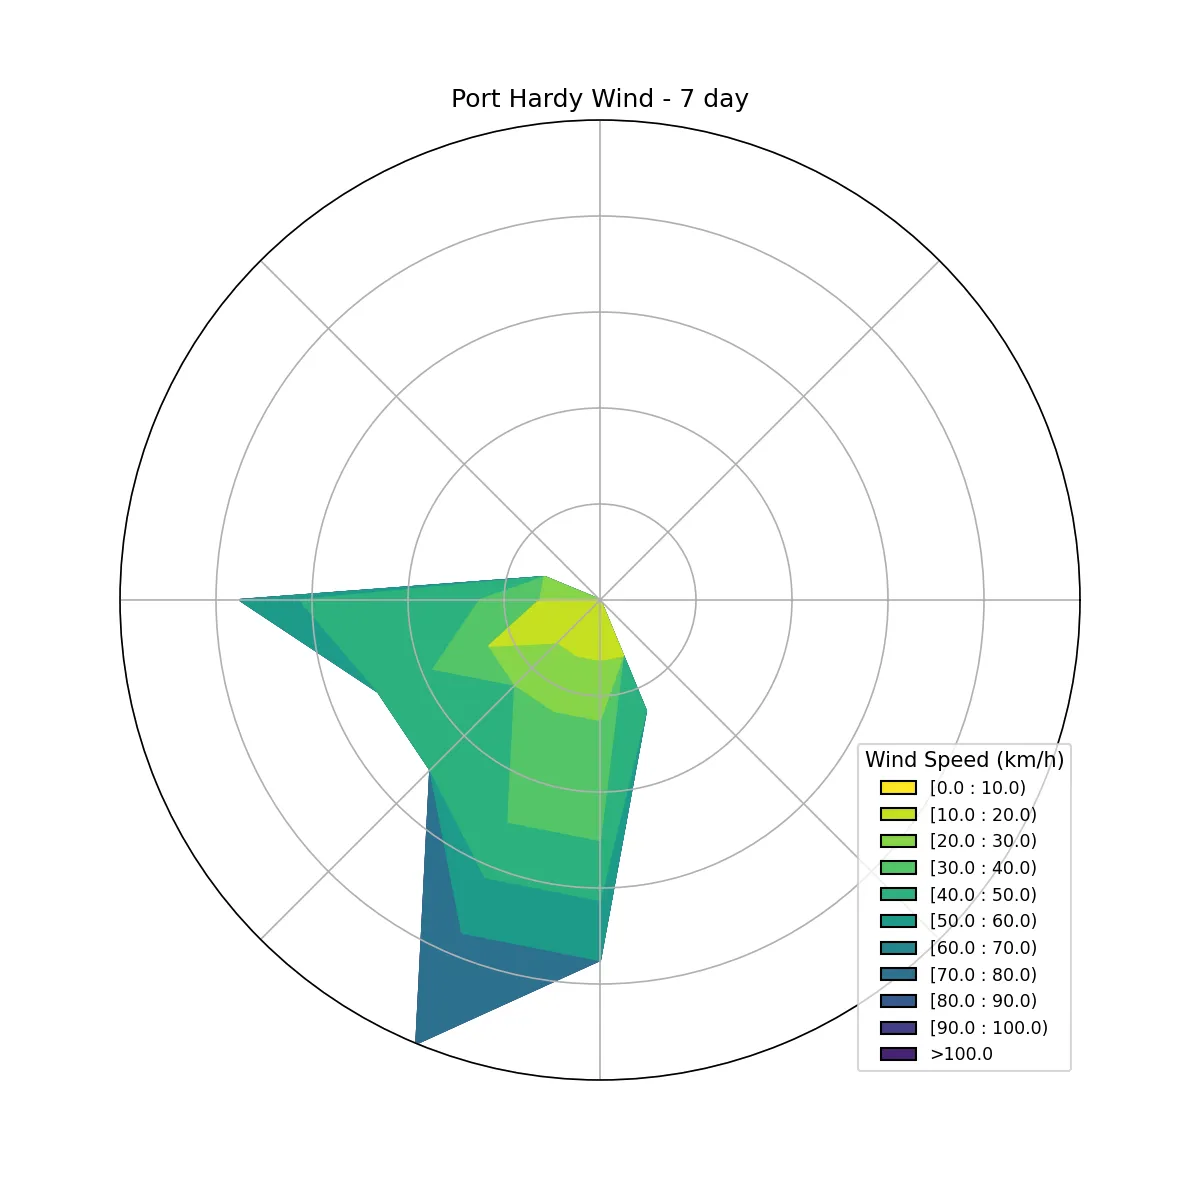 Port Hardy Wind - 7 day
Wind Speed (km/h)
[0.0 : 10.0)
[10.0 : 20.0)
[20.0 : 30.0)
[30.0 : 40.0)
[40.0 : 50.0)
[50.0 : 60.0)
[60.0 : 70.0)
[70.0 : 80.0)
[80.0 : 90.0)
[90.0 : 100.0)
>100.0